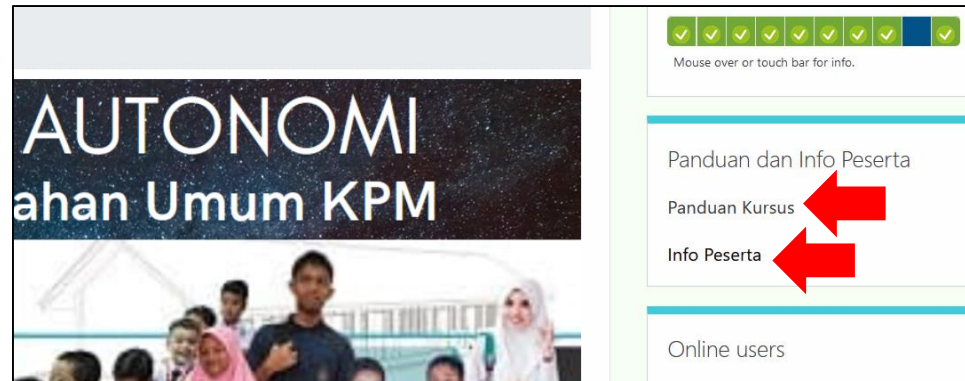 AUTONOMI
ahan Umum KPM
Mouse over or touch bar for info.
Panduan dan Info Peserta
Panduan Kursus
Info Peserta
Online users